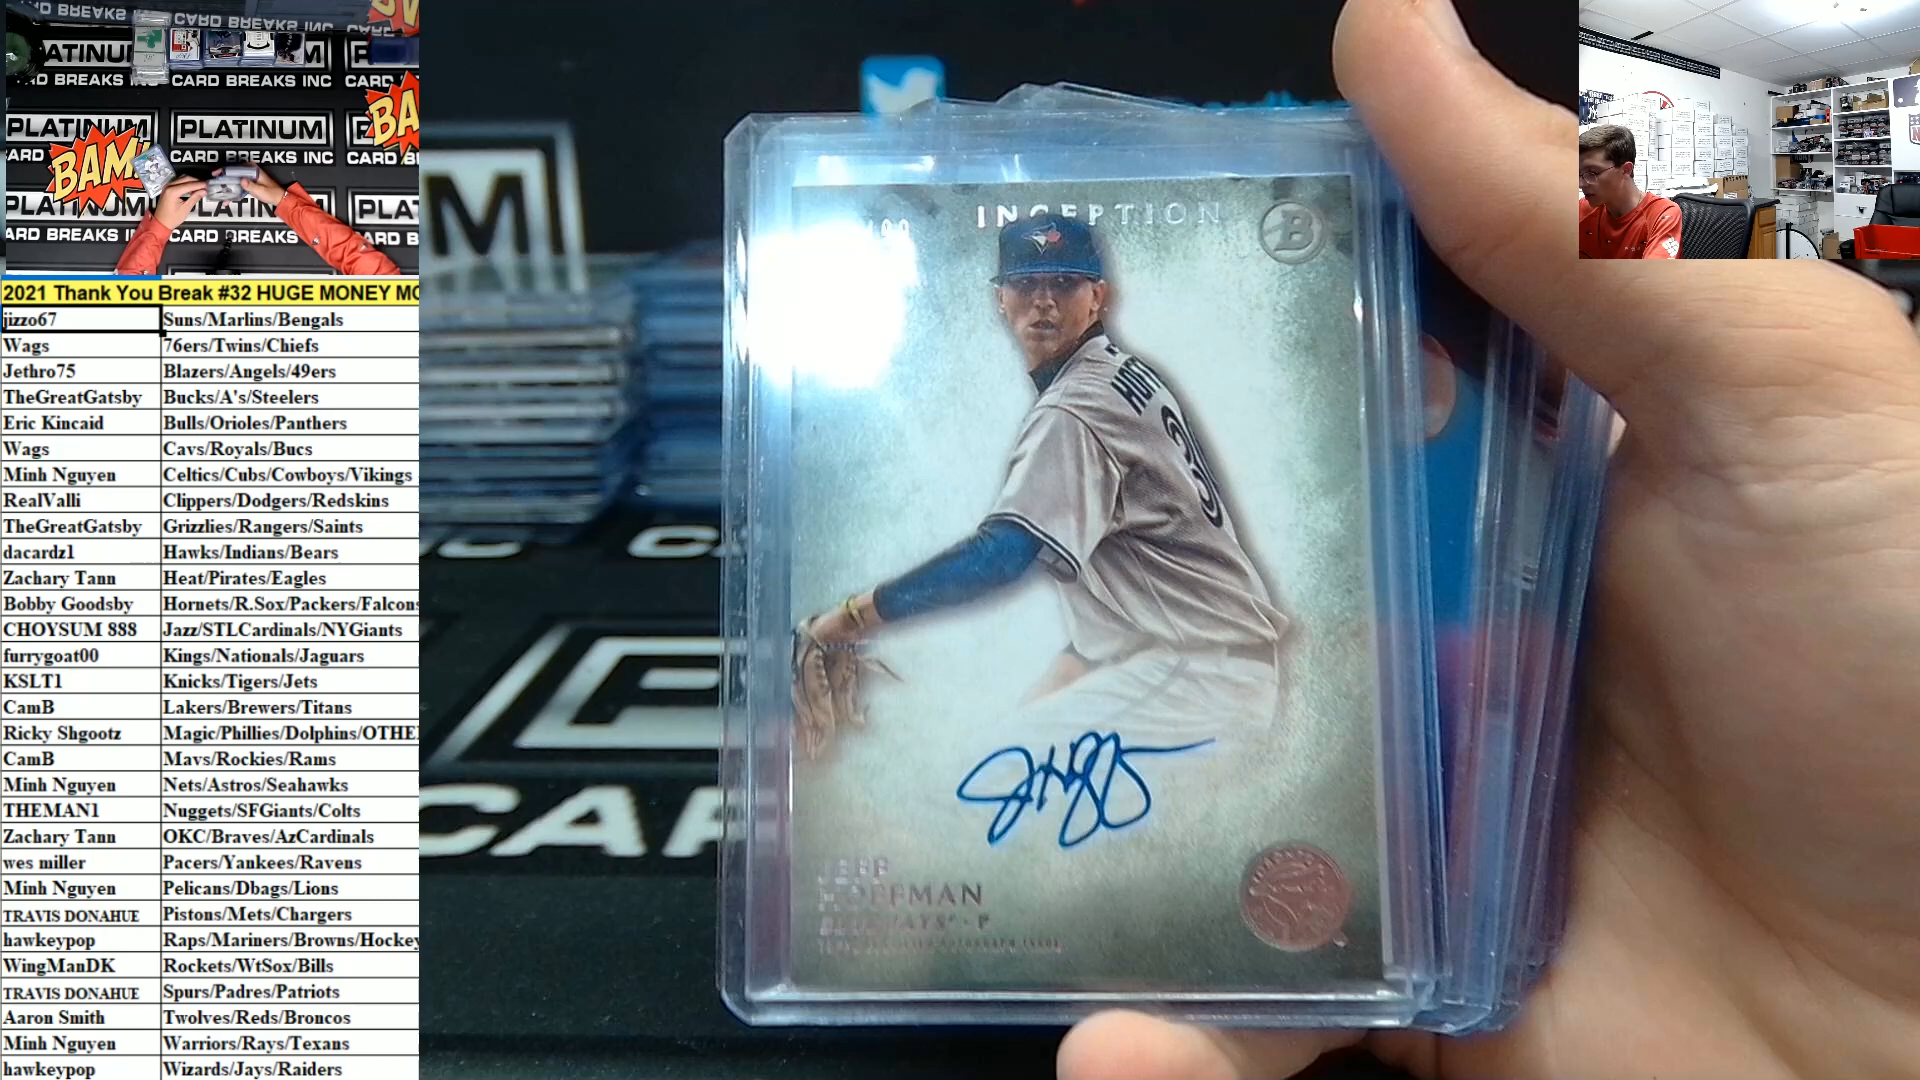 ATINUM
CARD BREAKS INC
CARD BREAKS INC
CARD
PLATINUM
PLATINUM
CARD BREAKS INC
BAM!
BA
PLATINUM
PLATIN
PLA
ARD BREAKS
CARD BREAKS
ARD B
2021 Thank You Break #32 HUGE MONEY MO
jizzo67 Suns/Marlins/Bengals
Wags 76ers/Twins/Chiefs
Jethro75 Blazers/Angels/49ers
TheGreatGatsby Bucks/A's/Steelers
Eric Kincaid Bulls/Orioles/Panthers
Wags Cavs/Royals/Bucs
Minh Nguyen Celtics/Cubs/Cowboys/Vikings
RealValli Clippers/Dodgers/Redskins
TheGreatGatsby Grizzlies/Rangers/Saints
dacardz1 Hawks/Indians/Bears
Zachary Tann Heat/Pirates/Eagles
Bobby Goodsby Hornets/R.Sox/Packers/Falcons
CHOYSUM 888 Jazz/STLCardinals/NYGiants
furrygoat00 Kings/Nationals/Jaguars
KSLT1 Knicks/Tigers/Jets
CamB Lakers/Brewers/Titans
Ricky Shgootz Magic/Phillies/Dolphins/OTHE
CamB Mavs/Rockies/Rams
Minh Nguyen Nets/Astros/Seahawks
THEMAN1 Nuggets/SFGiants/Colts
Zachary Tann OKC/Braves/AzCardinals
wes miller Pacers/Yankees/Ravens
Minh Nguyen Pelicans/Dbags/Lions
TRAVIS DONAHUE Pistons/Mets/Chargers
hawkeypop Raps/Mariners/Browns/Hockey
WingManDK Rockets/WtSox/Bills
TRAVIS DONAHUE Spurs/Padres/Patriots
Aaron Smith Twolves/Reds/Broncos
Minh Nguyen Warriors/Rays/Texans
hawkeypop Wizards/Jays/Raiders
INCEPTION
B
JEFF
HOFFMAN
BLUE JAYS · P